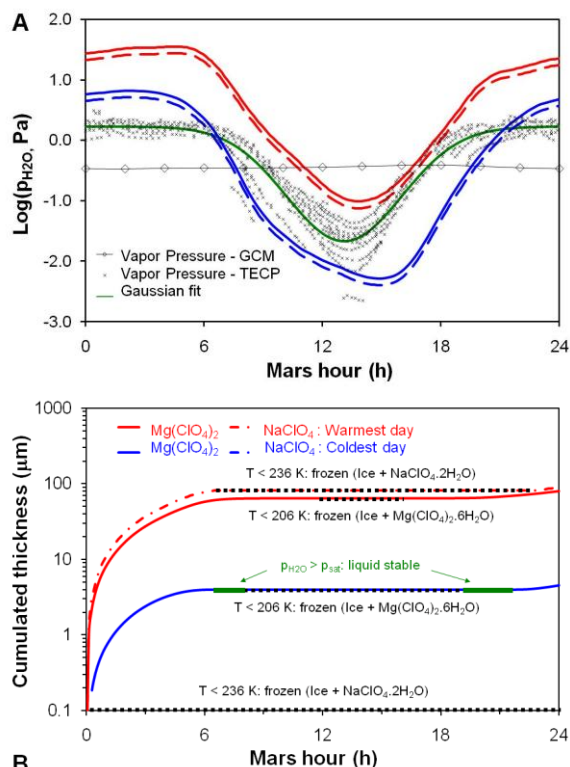 A
2.0
1.0
0.0
-1.0
-2.0
-3.0
Log(pH2O, Pa)
Vapor Pressure - GCM
Vapor Pressure - TECP
Gaussian fit
0 6 12 18 24
Mars hour (h)
1000
100
10
1
0.1
Cumulated thickness (μm)
Mg(ClO4)2 NaClO4 : Warmest day
Mg(ClO4)2 NaClO4 : Coldest day
T < 236 K: frozen (Ice + NaClO4.2H2O)
T < 206 K: frozen (Ice + Mg(ClO4)2.6H2O)
pH2O > psat: liquid stable
T < 206 K: frozen (Ice + Mg(ClO4)2.6H2O)
T < 236 K: frozen (Ice + NaClO4.2H2O)
0 6 12 18 24
B
Mars hour (h)